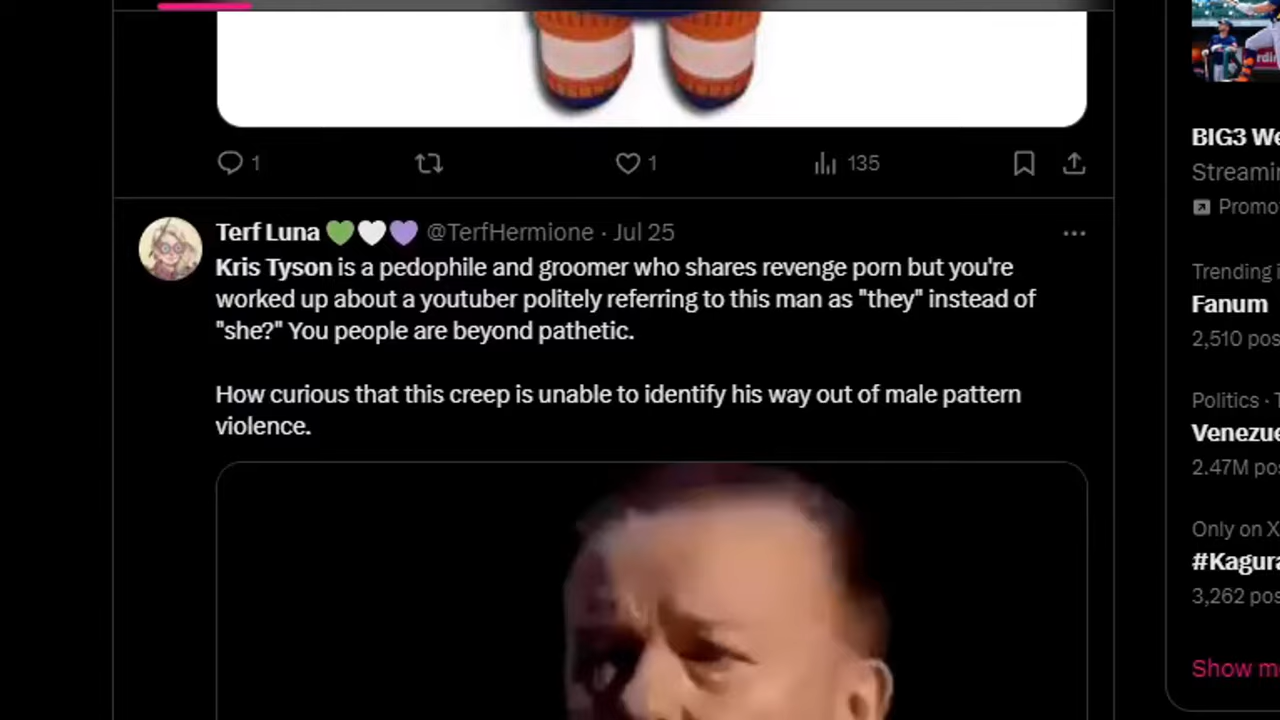 1
1
135
Terf Luna 💚🤍💜 @TerfHermione · Jul 25
Kris Tyson is a pedophile and groomer who shares revenge porn but you're
worked up about a youtuber politely referring to this man as "they" instead of
"she?" You people are beyond pathetic.
How curious that this creep is unable to identify his way out of male pattern
violence.
BIG3 We
Streamin
Promo
Trending i
Fanum
2,510 pos
Politics · T
Venezue
2.47M pos
Only on X
#Kagura
3,262 pos
Show m